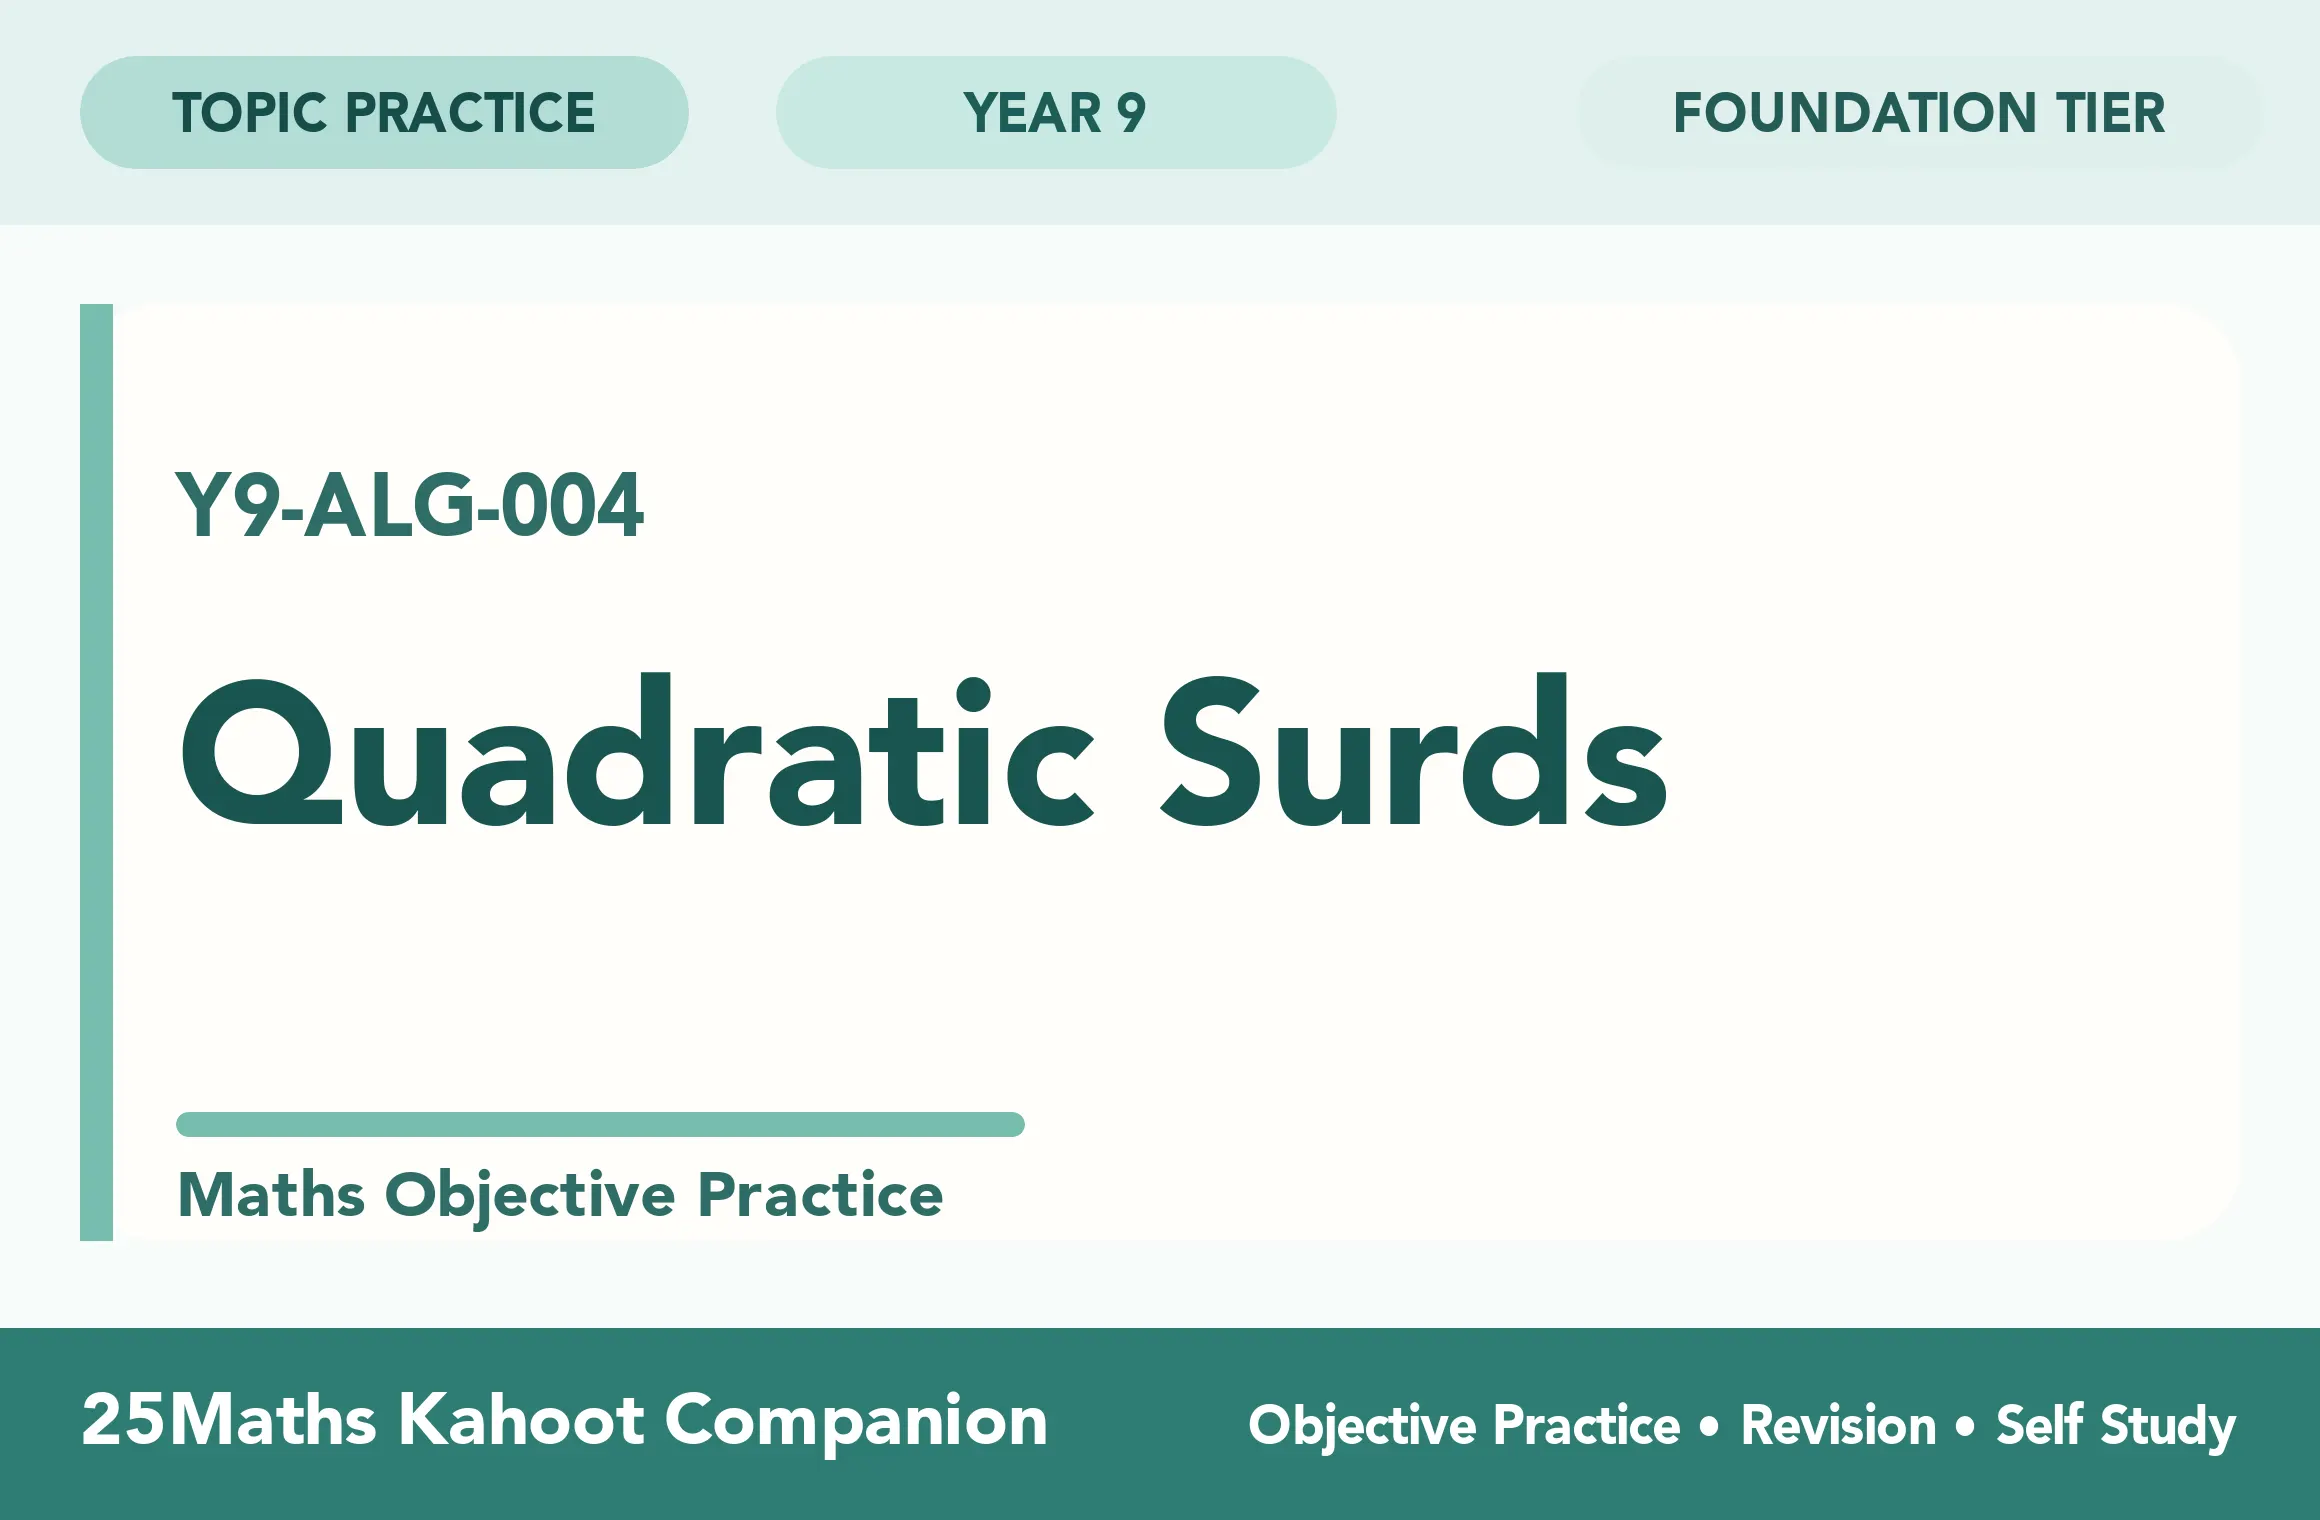 TOPIC PRACTICE
YEAR 9
FOUNDATION TIER
Y9-ALG-004
Quadratic Surds
Maths Objective Practice
25Maths Kahoot Companion
Objective Practice • Revision • Self Study